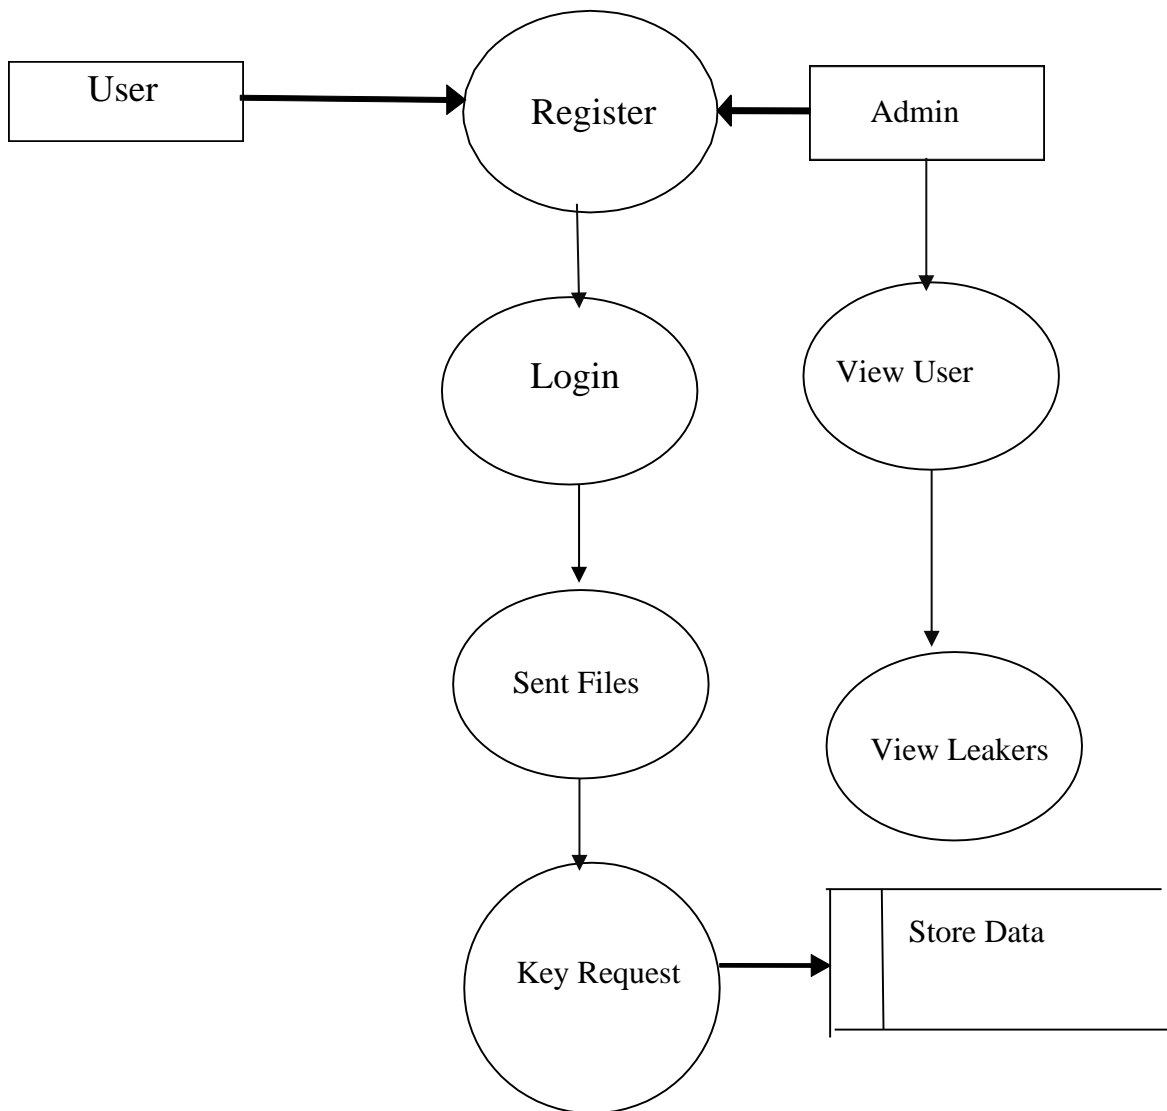 User
Register
Admin
Login
View User
Sent Files
View Leakers
Store Data
Key Request